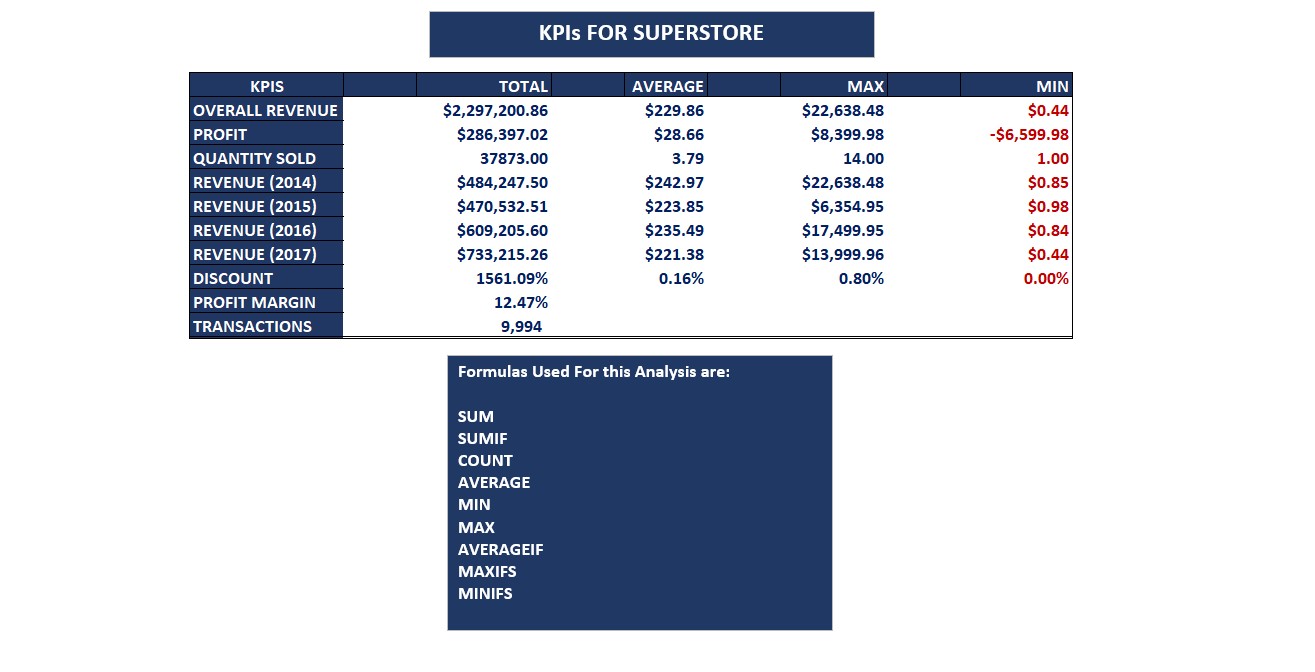 KPIs FOR SUPERSTORE
KPIS TOTAL AVERAGE MAX MIN
OVERALL REVENUE $2,297,200.86 $229.86 $22,638.48 $0.44
PROFIT $286,397.02 $28.66 $8,399.98 -$6,599.98
QUANTITY SOLD 37873.00 3.79 14.00 1.00
REVENUE (2014) $484,247.50 $242.97 $22,638.48 $0.85
REVENUE (2015) $470,532.51 $223.85 $6,354.95 $0.98
REVENUE (2016) $609,205.60 $235.49 $17,499.95 $0.84
REVENUE (2017) $733,215.26 $221.38 $13,999.96 $0.44
DISCOUNT 1561.09% 0.16% 0.80% 0.00%
PROFIT MARGIN 12.47%
TRANSACTIONS 9,994
Formulas Used For this Analysis are:
SUM
SUMIF
COUNT
AVERAGE
MIN
MAX
AVERAGEIF
MAXIFS
MINIFS